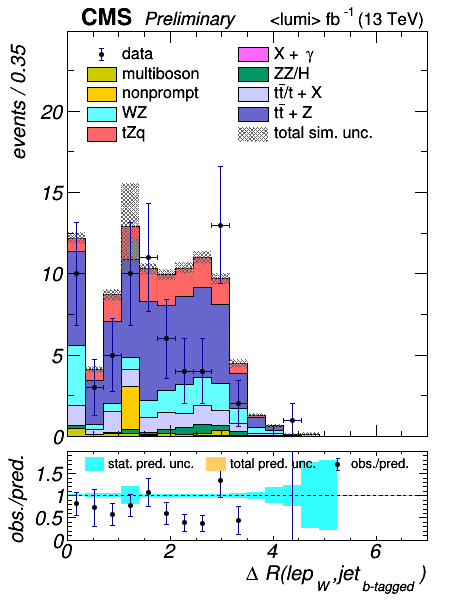 CMS Preliminary <lumi> fb⁻¹ (13 TeV)
events / 0.35
data
multiboson
nonprompt
WZ
tZq
X + γ
ZZ/H
tt̄/t + X
tt̄ + Z
total sim. unc.
20
15
10
5
0
obs./pred.
stat. pred. unc. total pred. unc. obs./pred.
1.5
1
0.5
0
0 2 4 6
Δ R(lep_W,jet_b-tagged)